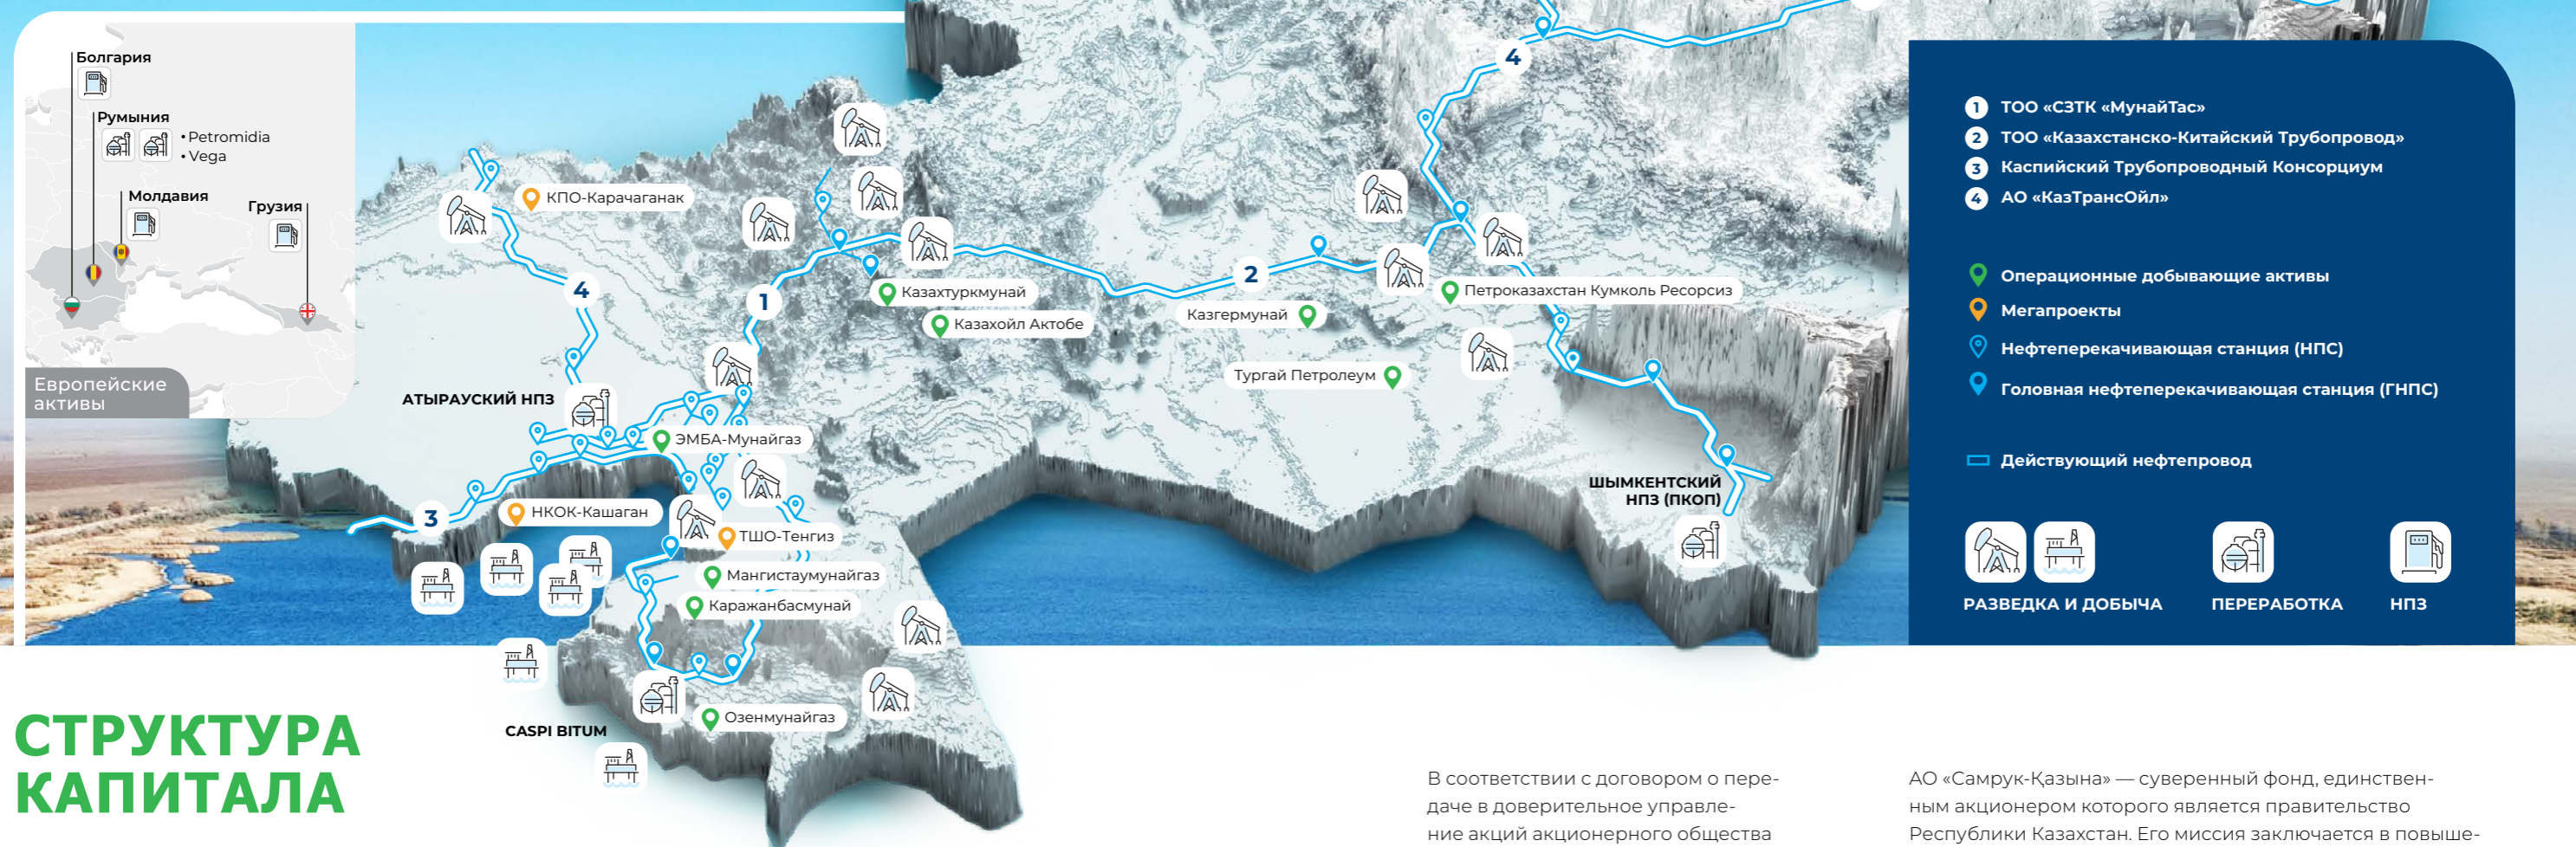 Болгария
Румыния
• Petromidia
• Vega
Молдавия
Грузия
Европейские
активы
4
КПО-Карачаганак
4
1
2
Казахтуркмунай
Казахойл Актобе
Казгермунай
Петроказахстан Кумколь Ресорсиз
Тургай Петролеум
АТЫРАУСКИЙ НПЗ
ЭМБА-Мунайгаз
3
НКОК-Кашаган
ТШО-Тенгиз
Мангистаумунайгаз
Каражанбасмунай
ШЫМКЕНТСКИЙ
НПЗ (ПКОП)
Озенмунайгаз
CASPI BITUM
1 ТОО «СЗТК «МунайТас»
2 ТОО «Казахстанско-Китайский Трубопровод»
3 Каспийский Трубопроводный Консорциум
4 АО «КазТрансОйл»
Операционные добывающие активы
Мегапроекты
Нефтеперекачивающая станция (НПС)
Головная нефтеперекачивающая станция (ГНПС)
Действующий нефтепровод
РАЗВЕДКА И ДОБЫЧА
ПЕРЕРАБОТКА
НПЗ
СТРУКТУРА
КАПИТАЛА
В соответствии с договором о пере-
даче в доверительное управле-
ние акций акционерного общества
АО «Самрук-Қазына» — суверенный фонд, единствен-
ным акционером которого является правительство
Республики Казахстан. Его миссия заключается в повыше-